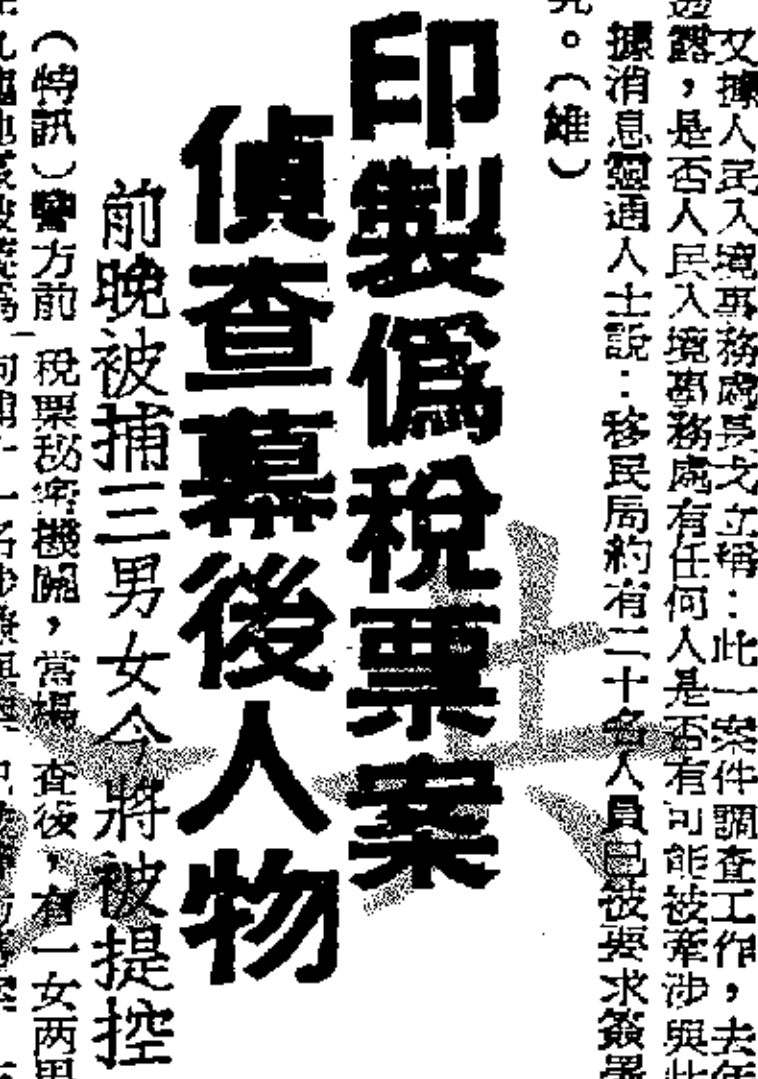 又據人民入境事務處長戈立稱：此一案件調查工作，去年
透露，是否人民入境事務處有任何人是否有可能被牽涉與此
據消息靈通人士說：移民局約有二十名人員已被要求簽署
究。（雄）
印製偽稅票案
偵查幕後人物
前晚被捕三男女今將被提控
（特訊）警方前
稅票秘密機關，當場
查後，有一女两男